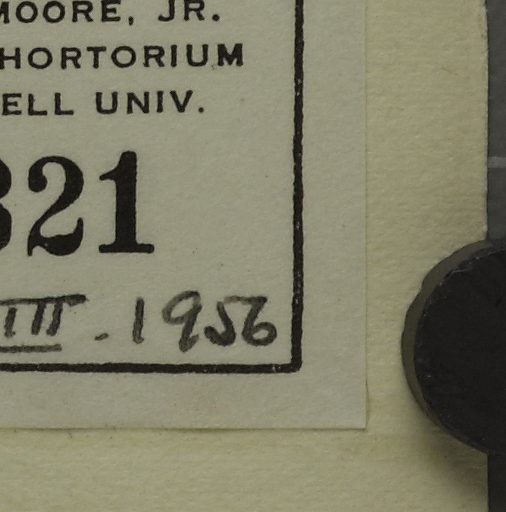 MOORE, JR.
HORTORIUM
ELL UNIV.
321
III. 1956